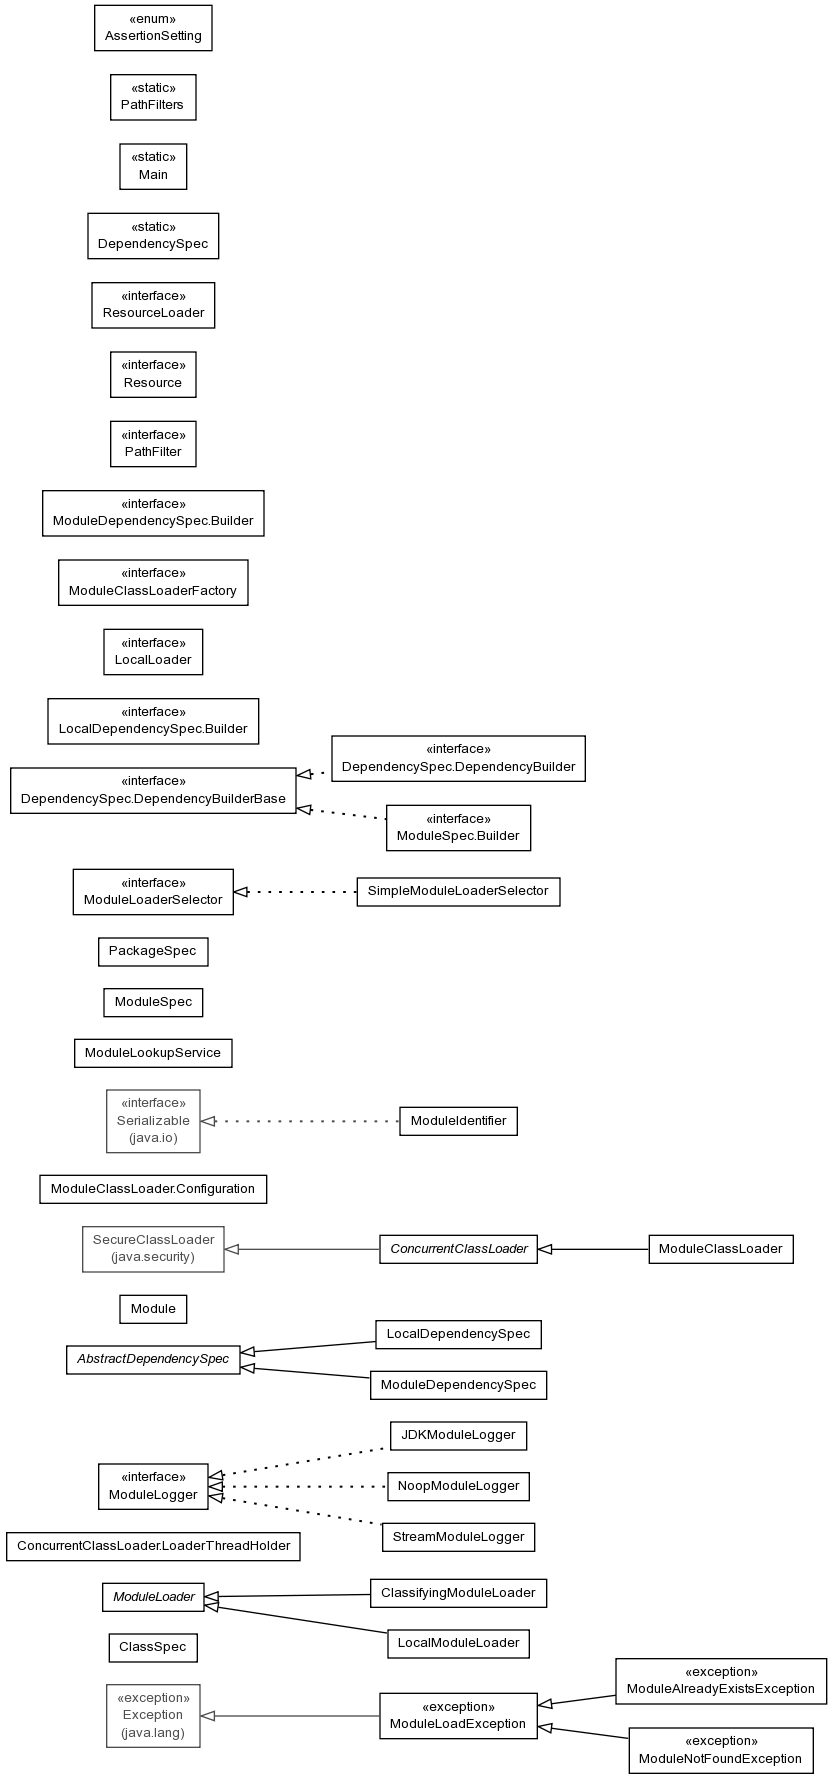 «enum»
AssertionSetting
«static»
PathFilters
«static»
Main
«static»
DependencySpec
«interface»
ResourceLoader
«interface»
Resource
«interface»
PathFilter
«interface»
ModuleDependencySpec.Builder
«interface»
ModuleClassLoaderFactory
«interface»
LocalLoader
«interface»
LocalDependencySpec.Builder
«interface»
DependencySpec.DependencyBuilder
«interface»
DependencySpec.DependencyBuilderBase
«interface»
ModuleSpec.Builder
«interface»
ModuleLoaderSelector
SimpleModuleLoaderSelector
PackageSpec
ModuleSpec
ModuleLookupService
«interface»
Serializable
(java.io)
ModuleIdentifier
ModuleClassLoader.Configuration
SecureClassLoader
(java.security)
ConcurrentClassLoader
ModuleClassLoader
Module
LocalDependencySpec
AbstractDependencySpec
ModuleDependencySpec
JDKModuleLogger
«interface»
ModuleLogger
NoopModuleLogger
StreamModuleLogger
ConcurrentClassLoader.LoaderThreadHolder
ModuleLoader
ClassifyingModuleLoader
LocalModuleLoader
ClassSpec
«exception»
Exception
(java.lang)
«exception»
ModuleLoadException
«exception»
ModuleAlreadyExistsException
«exception»
ModuleNotFoundException